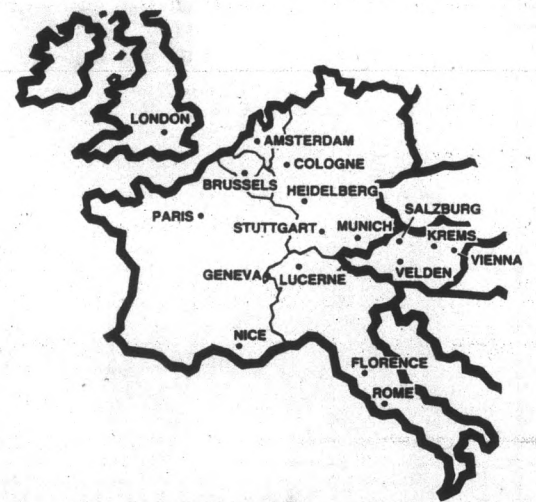 LONDON
AMSTERDAM
COLOGNE
BRUSSELS
HEIDELBERG
PARIS
SALZBURG
STUTTGART
MUNICH
KREMS
VIENNA
GENEVA
LUCERNE
VELDEN
NICE
FLORENCE
ROME